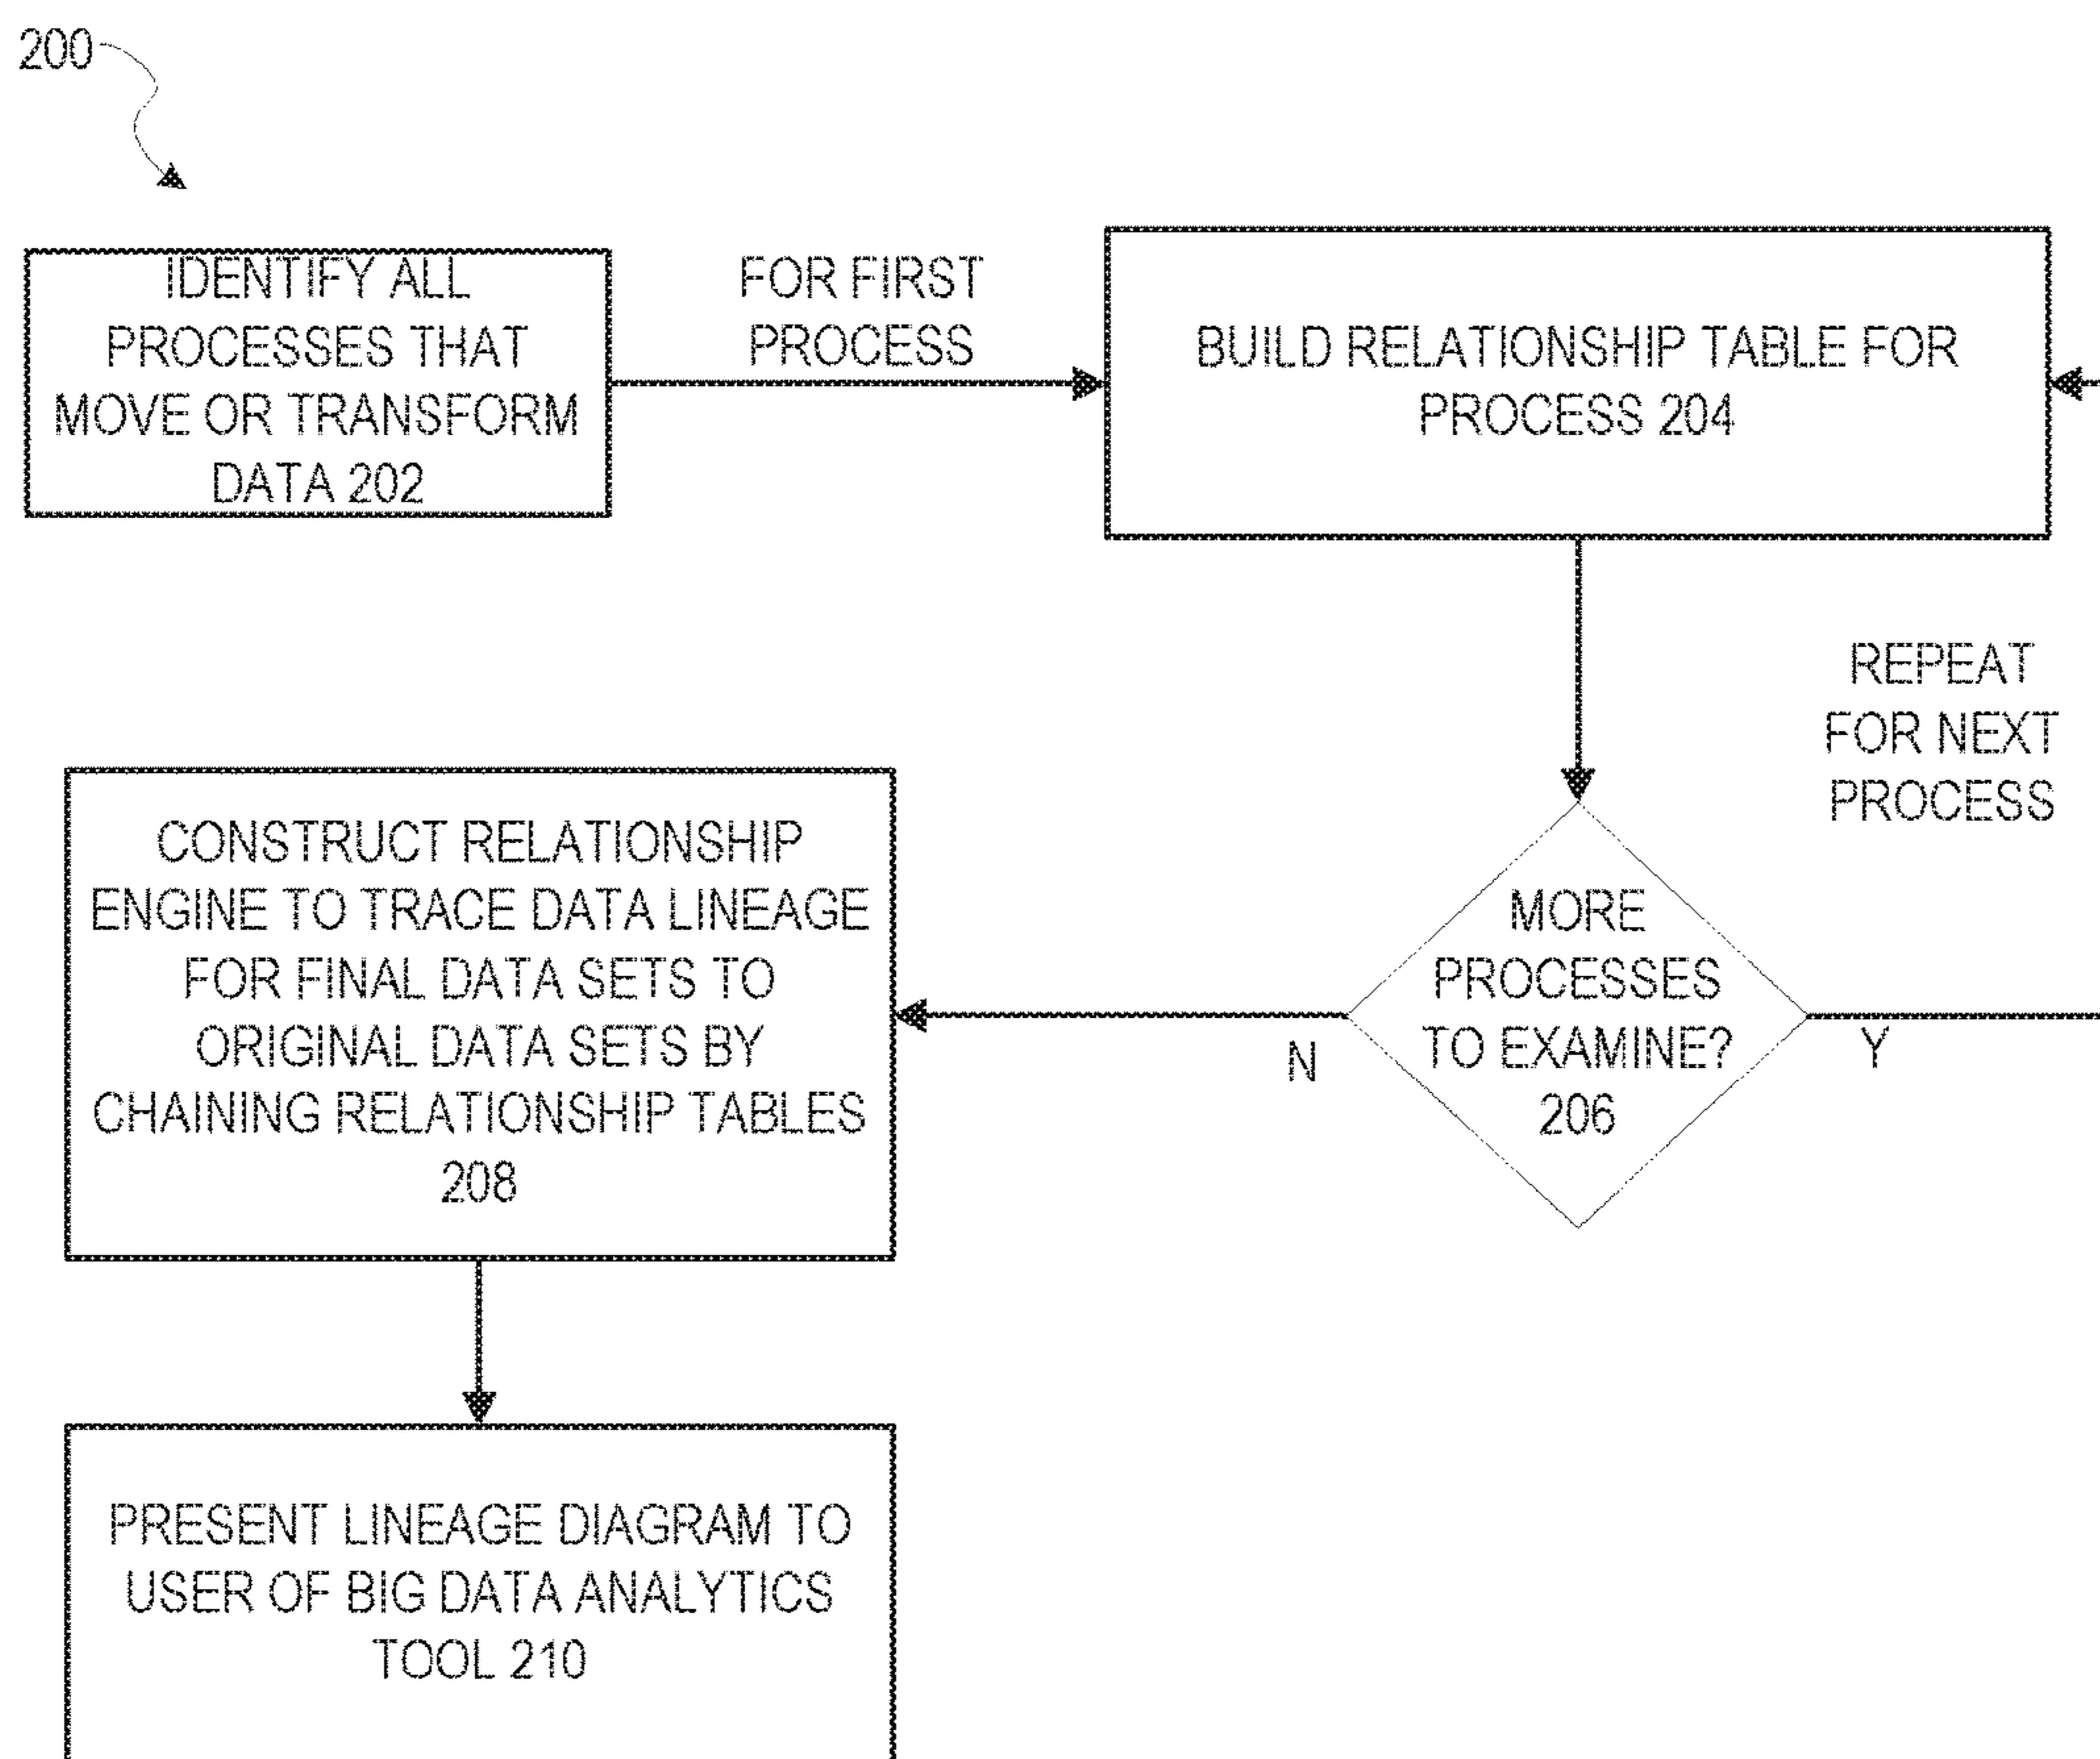 200
IDENTIFY ALL
PROCESSES THAT
MOVE OR TRANSFORM
DATA 202
FOR FIRST
PROCESS
BUILD RELATIONSHIP TABLE FOR
PROCESS 204
REPEAT
FOR NEXT
PROCESS
MORE
PROCESSES
TO EXAMINE?
206
N
Y
CONSTRUCT RELATIONSHIP
ENGINE TO TRACE DATA LINEAGE
FOR FINAL DATA SETS TO
ORIGINAL DATA SETS BY
CHAINING RELATIONSHIP TABLES
208
PRESENT LINEAGE DIAGRAM TO
USER OF BIG DATA ANALYTICS
TOOL 210